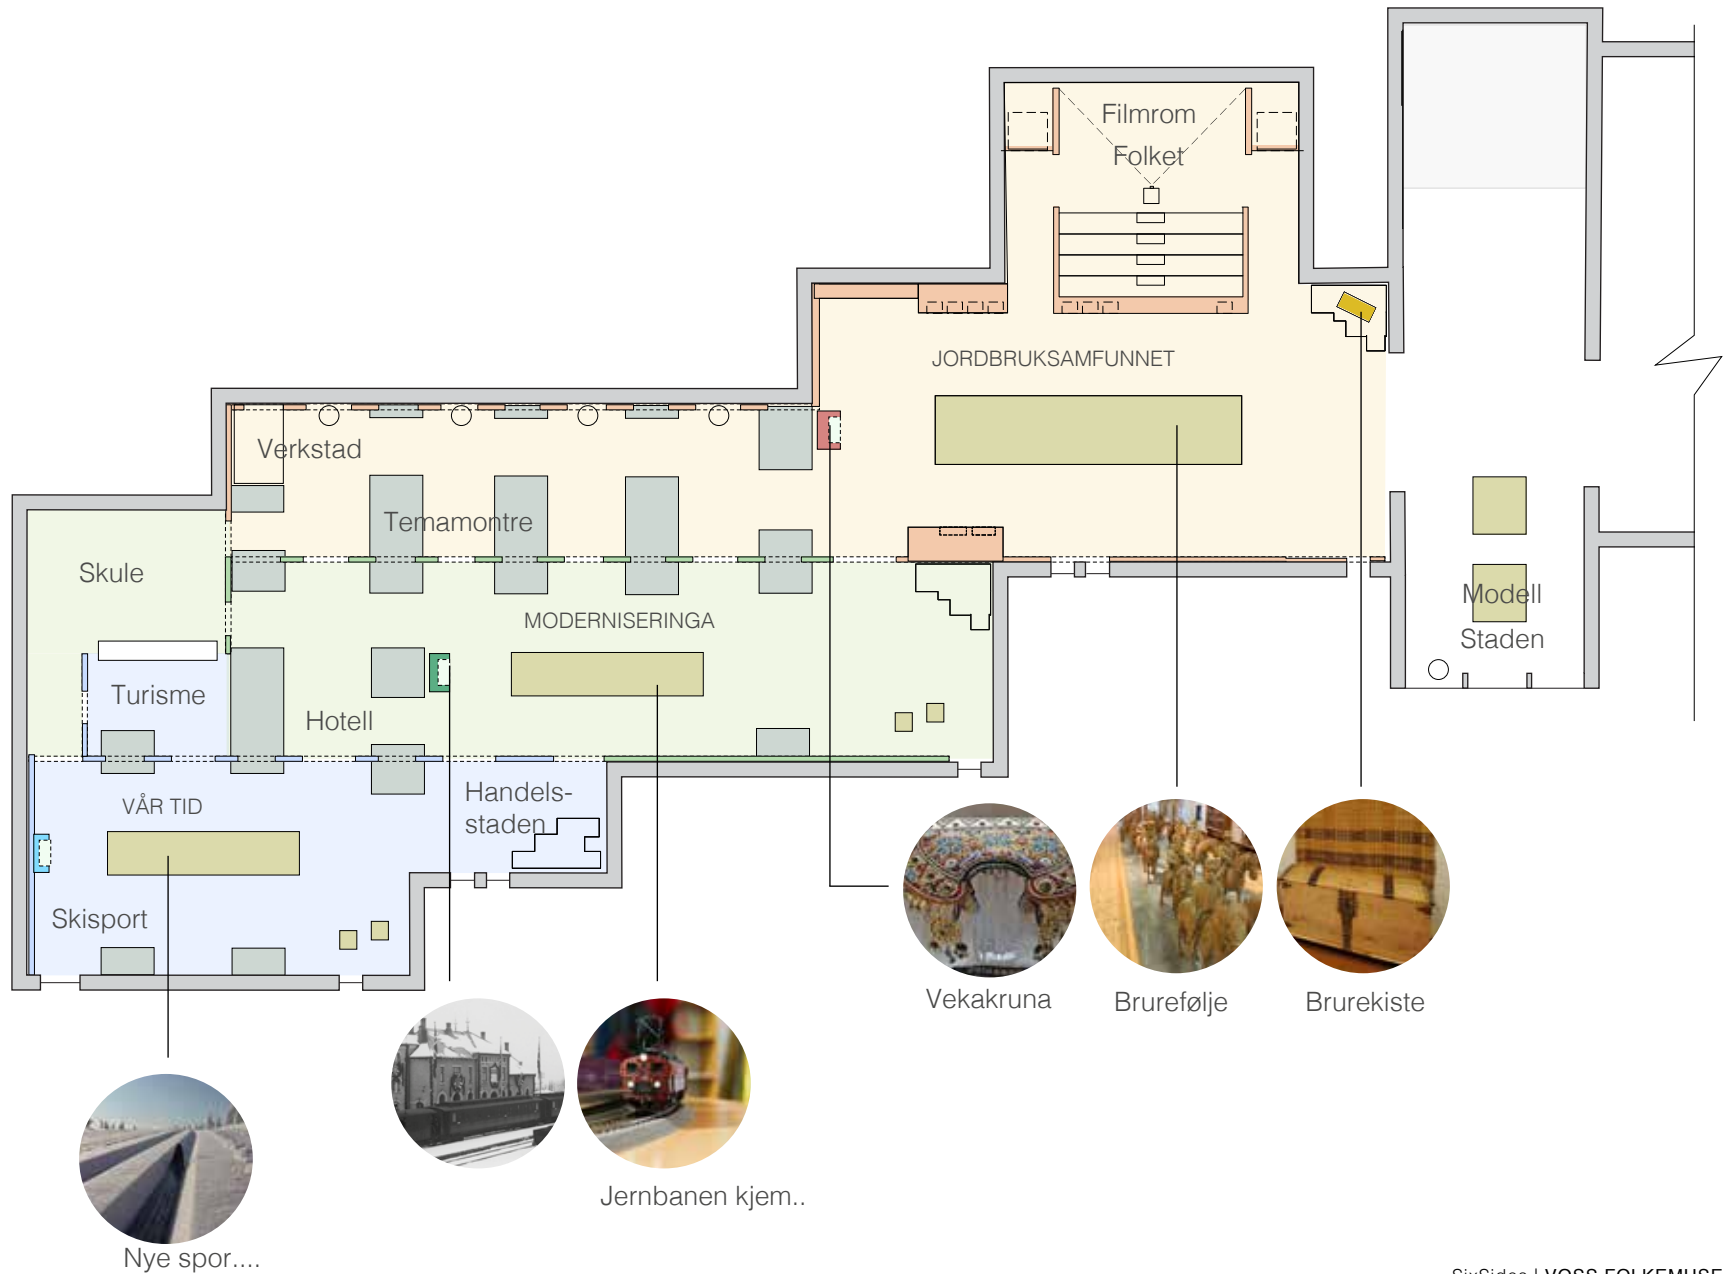 Filmrom
Folket
JORDBRUKSAMFUNNET
Verkstad
Temamontre
Skule
MODERNISERINGA
Modell
Staden
Turisme
Hotell
VÅR TID
Handels-
staden
Skisport
Vekakruna
Brurefølje
Brurekiste
Jernbanen kjem..
Nye spor....
SixSides | VOSS FOLKEMUSE